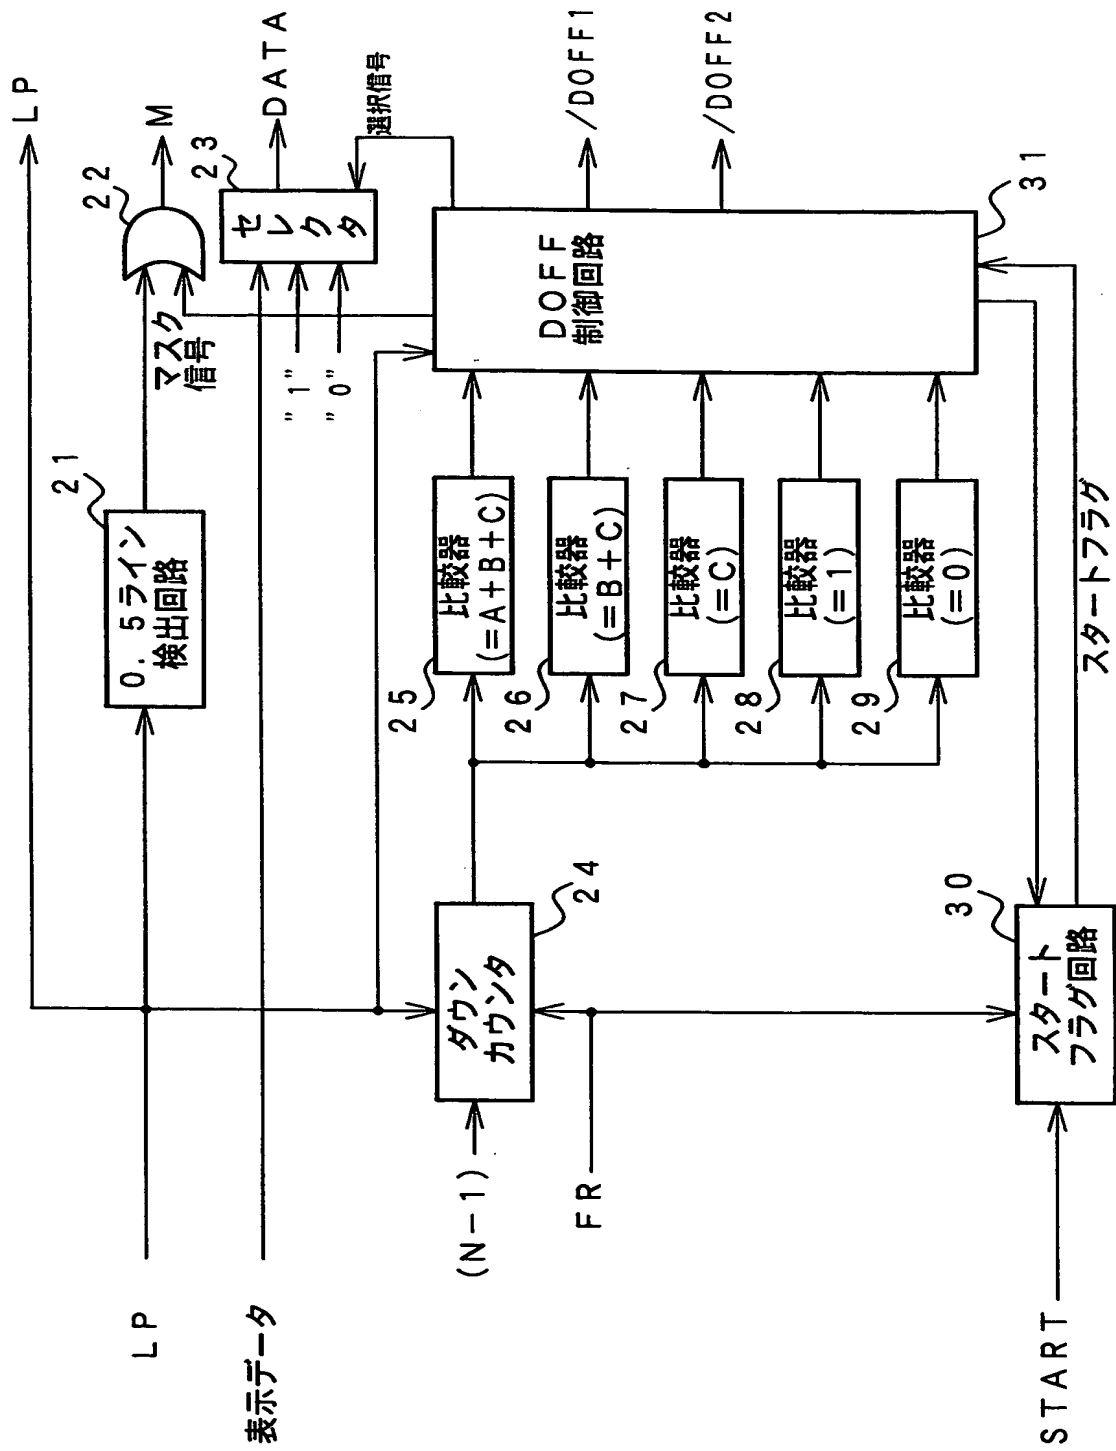 LP
LP
0.5ライン
検出回路
21
マスク
信号
22
M
表示データ
"1"
"0"
セレクタ
23
DATA
選択信号
(N-1)
FR
ダウン
カウンタ
24
比較器
(=A+B+C)
25
比較器
(=B+C)
26
比較器
(=C)
27
比較器
(=1)
28
比較器
(=0)
29
DOFF
制御回路
31
/DOFF1
/DOFF2
START
スタート
フラグ回路
30
スタートフラグ